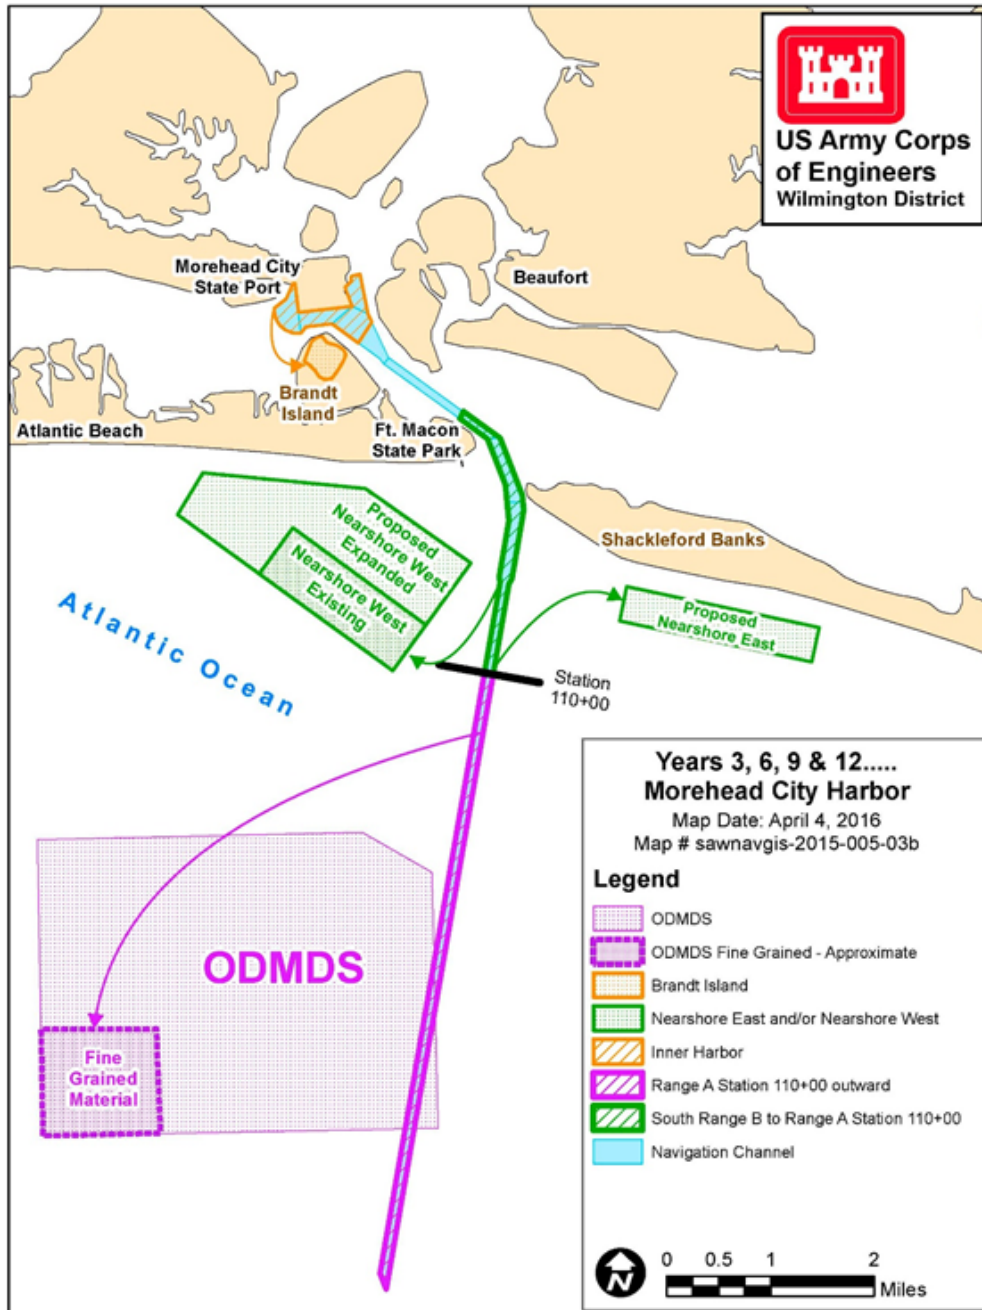 US Army Corps
of Engineers
Wilmington District
Morehead City
State Port
Beaufort
Brandt
Island
Atlantic Beach
Ft. Macon
State Park
Proposed
Nearshore West
Expanded
Nearshore West
Existing
Shackleford Banks
Proposed
Nearshore East
Atlantic Ocean
Station
110+00
ODMDS
Fine
Grained
Material
Years 3, 6, 9 & 12.....
Morehead City Harbor
Map Date: April 4, 2016
Map # sawnavgis-2015-005-03b
Legend
ODMDS
ODMDS Fine Grained - Approximate
Brandt Island
Nearshore East and/or Nearshore West
Inner Harbor
Range A Station 110+00 outward
South Range B to Range A Station 110+00
Navigation Channel
N
0 0.5 1 2
Miles